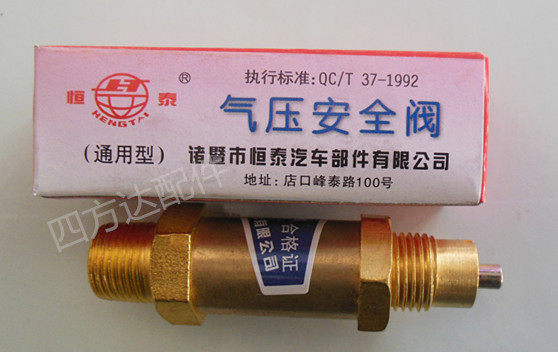 执行标准:QC/T 37-1992
恒 泰 ®
HENGTAI
气压安全阀
(通用型) 诸暨市恒泰汽车部件有限公司
地址:店口峰泰路100号
四方达配件
合格证
有限公司